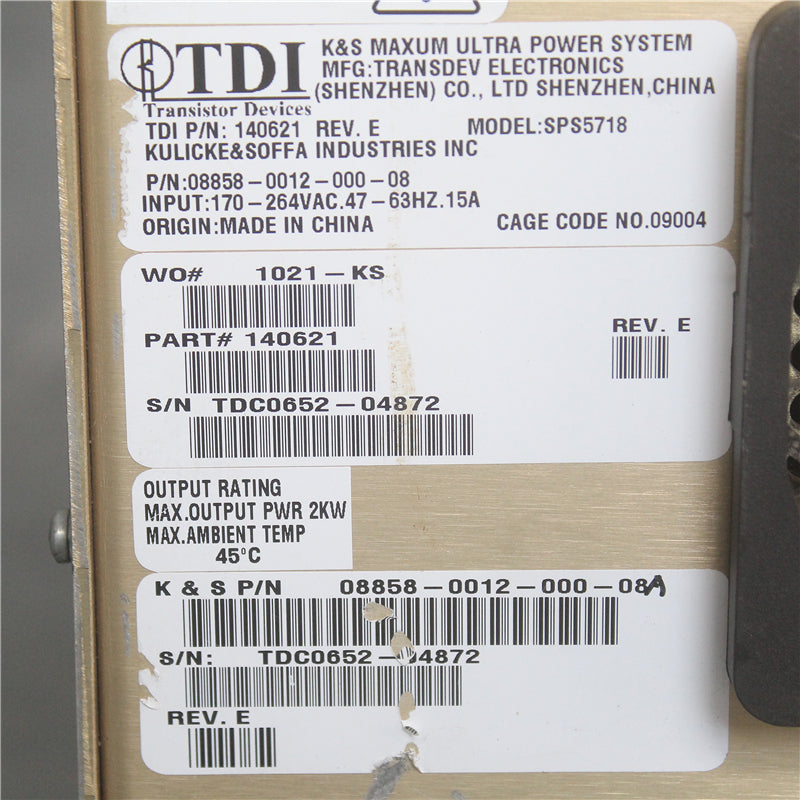 TDI
Transistor Devices
K&S MAXUM ULTRA POWER SYSTEM
MFG:TRANSDEV ELECTRONICS
(SHENZHEN) CO., LTD SHENZHEN,CHINA
TDI P/N: 140621 REV. E MODEL:SPS5718
KULICKE&SOFFA INDUSTRIES INC
P/N:08858-0012-000-08
INPUT:170-264VAC.47-63HZ.15A
ORIGIN:MADE IN CHINA CAGE CODE NO.09004
WO# 1021-KS
PART# 140621
REV. E
S/N TDC0652-04872
OUTPUT RATING
MAX.OUTPUT PWR 2KW
MAX.AMBIENT TEMP
45°C
K & S P/N 08858-0012-000-08A
S/N: TDC0652-04872
REV. E